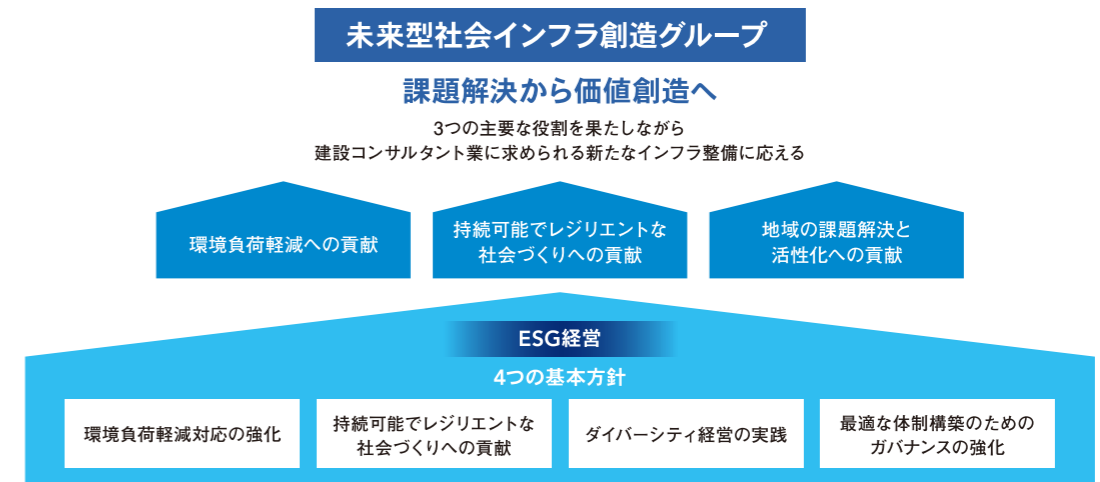 未来型社会インフラ創造グループ
課題解決から価値創造へ
3つの主要な役割を果たしながら
建設コンサルタント業に求められる新たなインフラ整備に応える
環境負荷軽減への貢献
持続可能でレジリエントな
社会づくりへの貢献
地域の課題解決と
活性化への貢献
ESG経営
4つの基本方針
環境負荷軽減対応の強化
持続可能でレジリエントな
社会づくりへの貢献
ダイバーシティ経営の実践
最適な体制構築のための
ガバナンスの強化